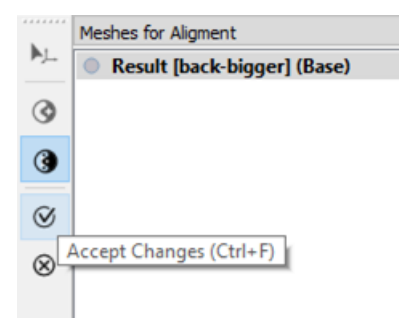 Meshes for Aligment
Result [back-bigger] (Base)
Accept Changes (Ctrl+F)